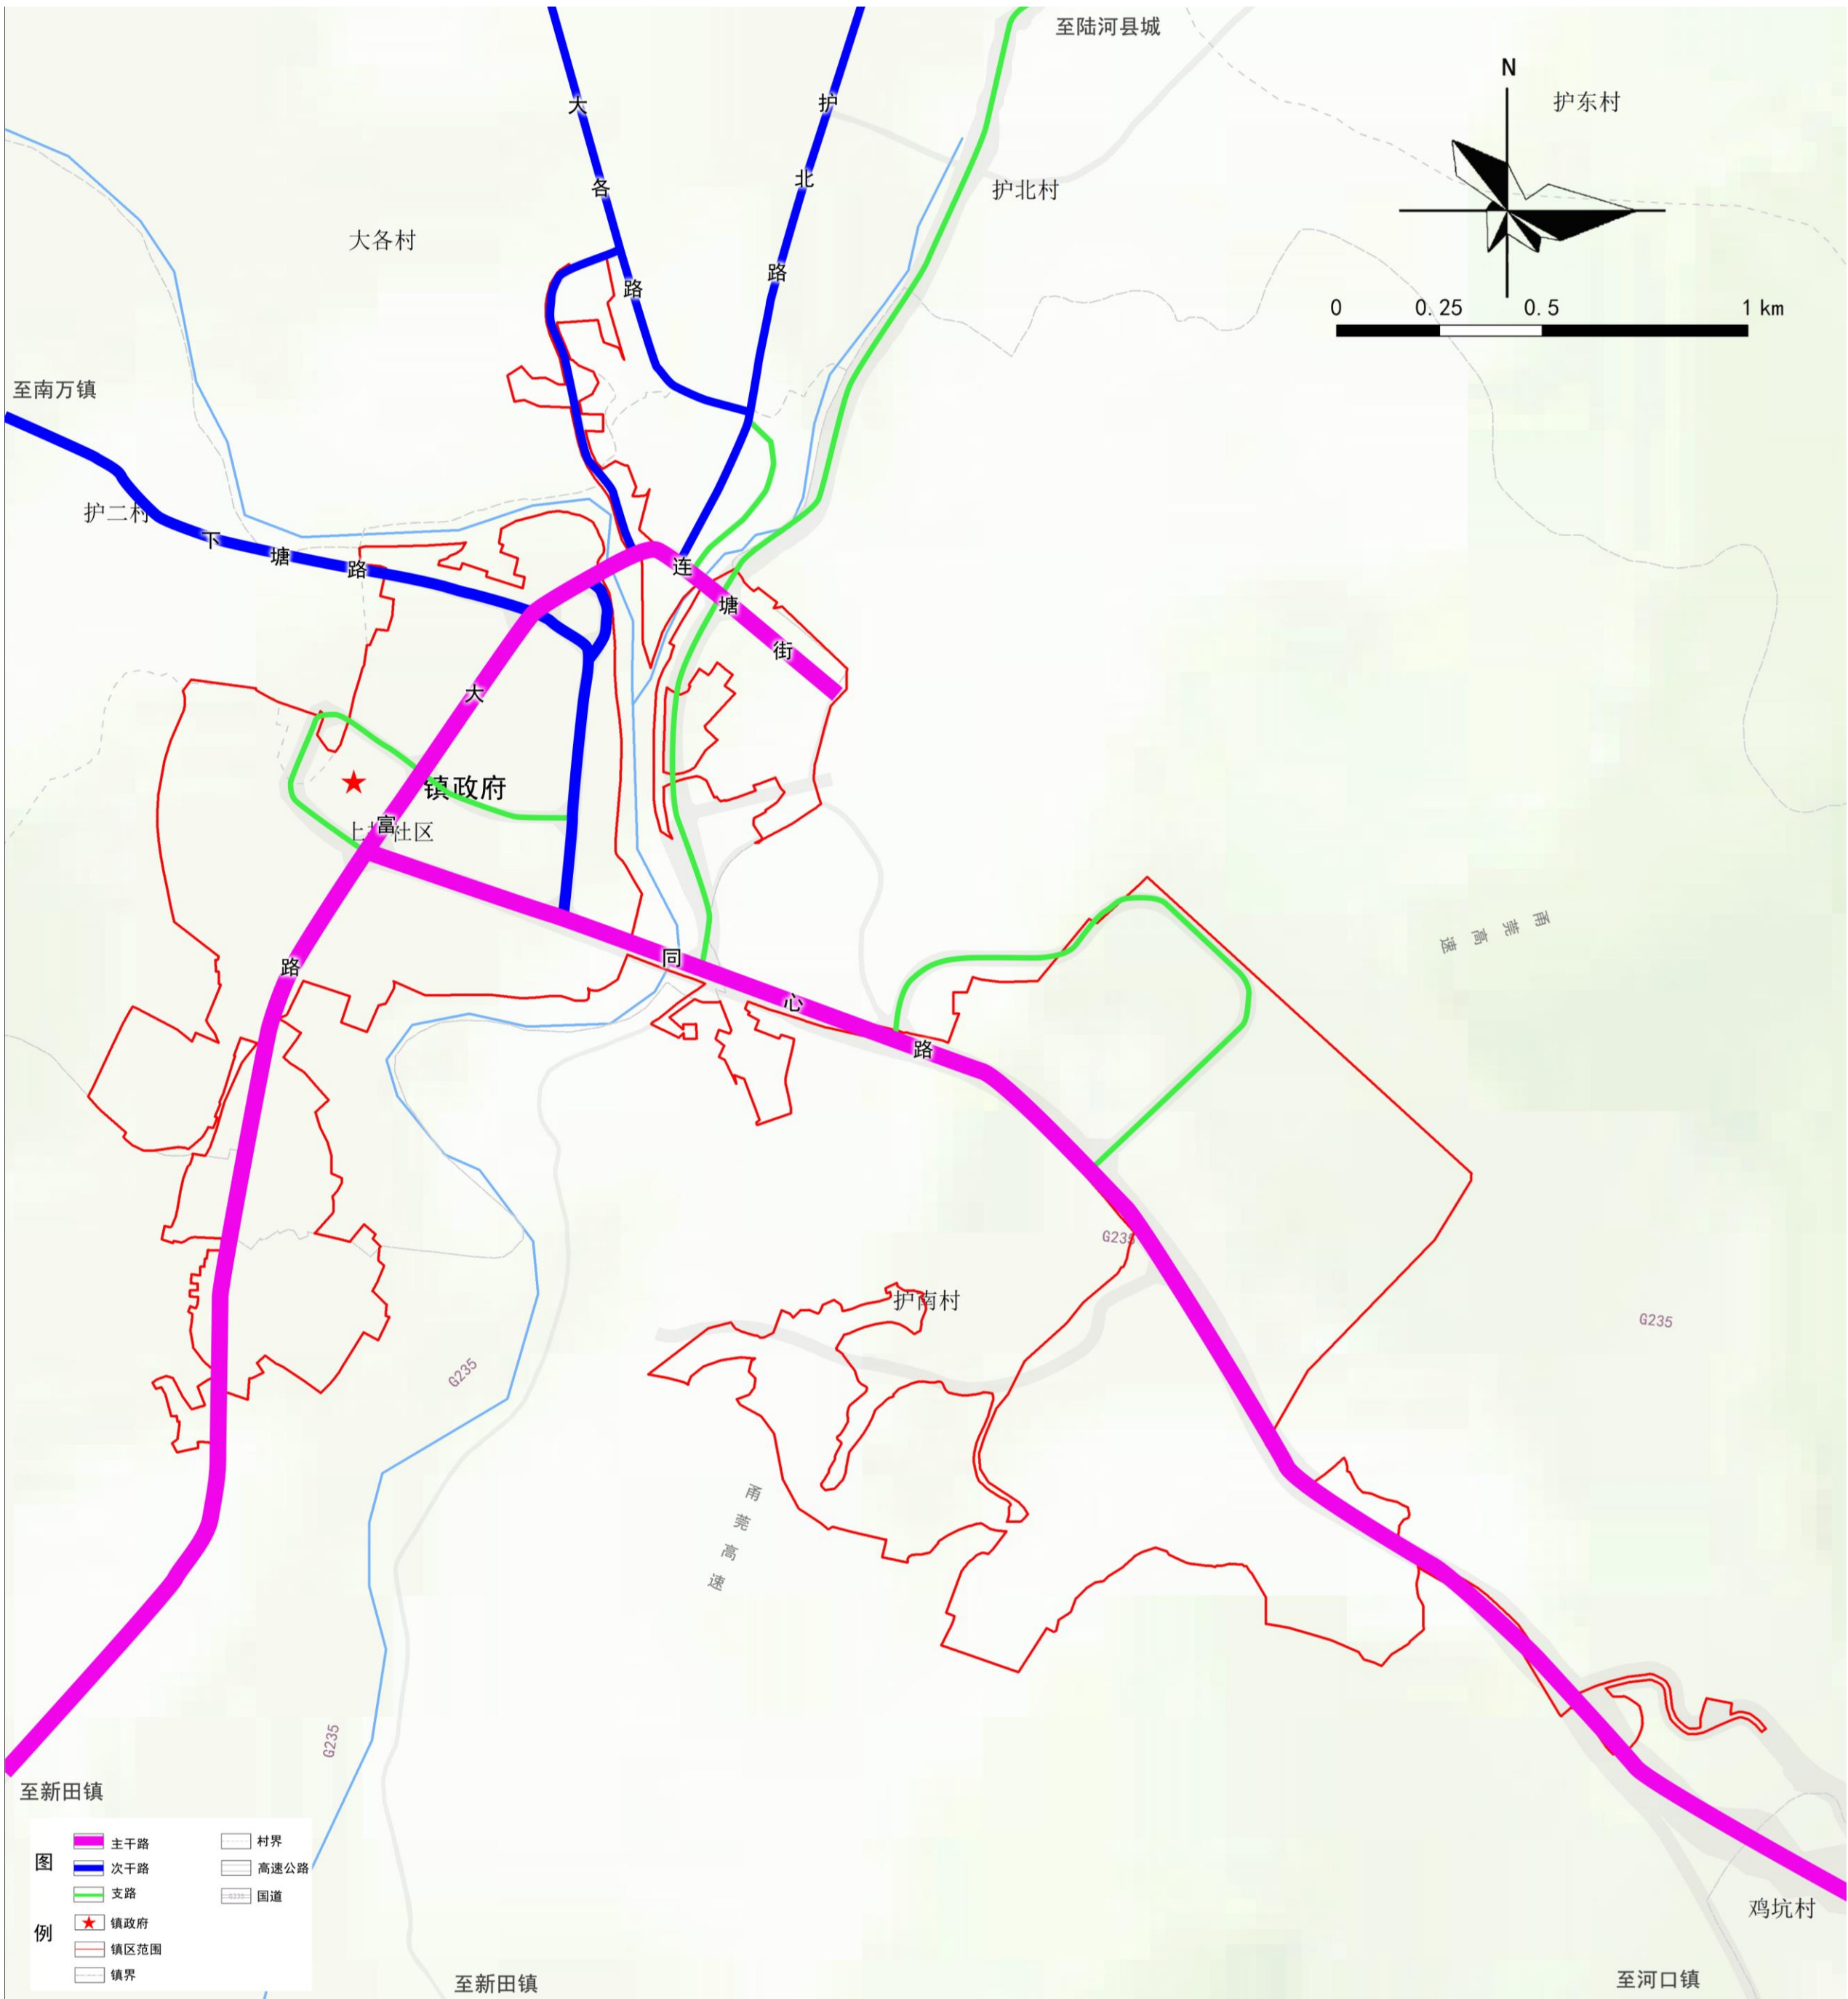 至陆河县城
N
护东村
大各路
护北路
护北村
大各村
0 0.25 0.5 1 km
至南万镇
护二村
下塘路
连塘街
大富路
镇政府
社区
同心路
甬莞高速
G235
护南村
G235
G235
甬莞高速
G235
至新田镇
鸡坑村
至新田镇
至河口镇
图例
主干路
次干路
支路
镇政府
镇区范围
镇界
村界
高速公路
G235 国道